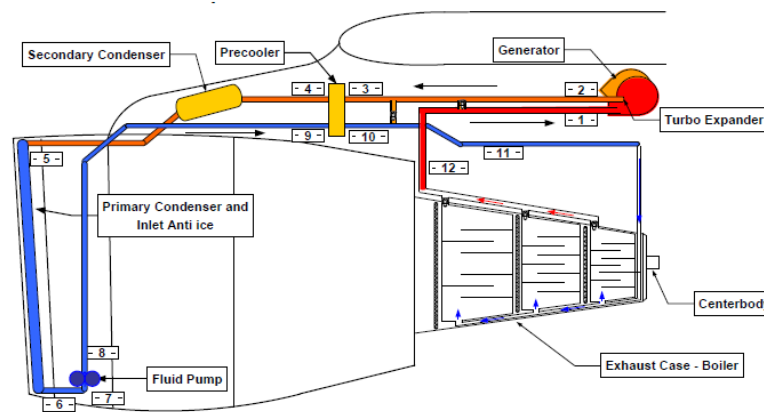 Secondary Condenser
Precooler
Generator
- 4 -
- 3 -
- 2 -
- 1 -
Turbo Expander
- 9 -
- 10 -
- 5 -
- 11 -
- 12 -
Primary Condenser and
Inlet Anti ice
Centerbody
- 8 -
Exhaust Case - Boiler
Fluid Pump
- 7 -
- 6 -